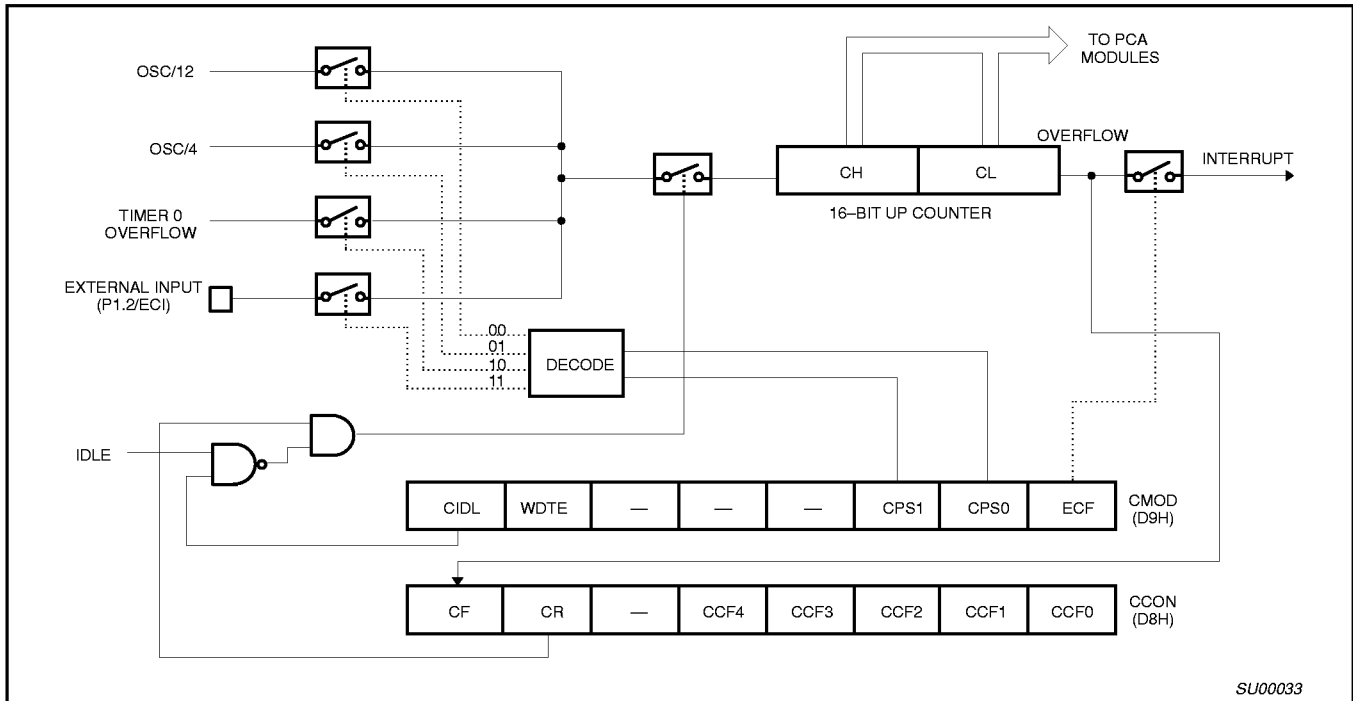 OSC/12
OSC/4
TIMER 0
OVERFLOW
EXTERNAL INPUT
(P1.2/ECI)
TO PCA
MODULES
OVERFLOW
INTERRUPT
CH
CL
16–BIT UP COUNTER
00
01
10
11
DECODE
IDLE
CIDL
WDTE
—
—
—
CPS1
CPS0
ECF
CMOD
(D9H)
CF
CR
—
CCF4
CCF3
CCF2
CCF1
CCF0
CCON
(D8H)
SU00033